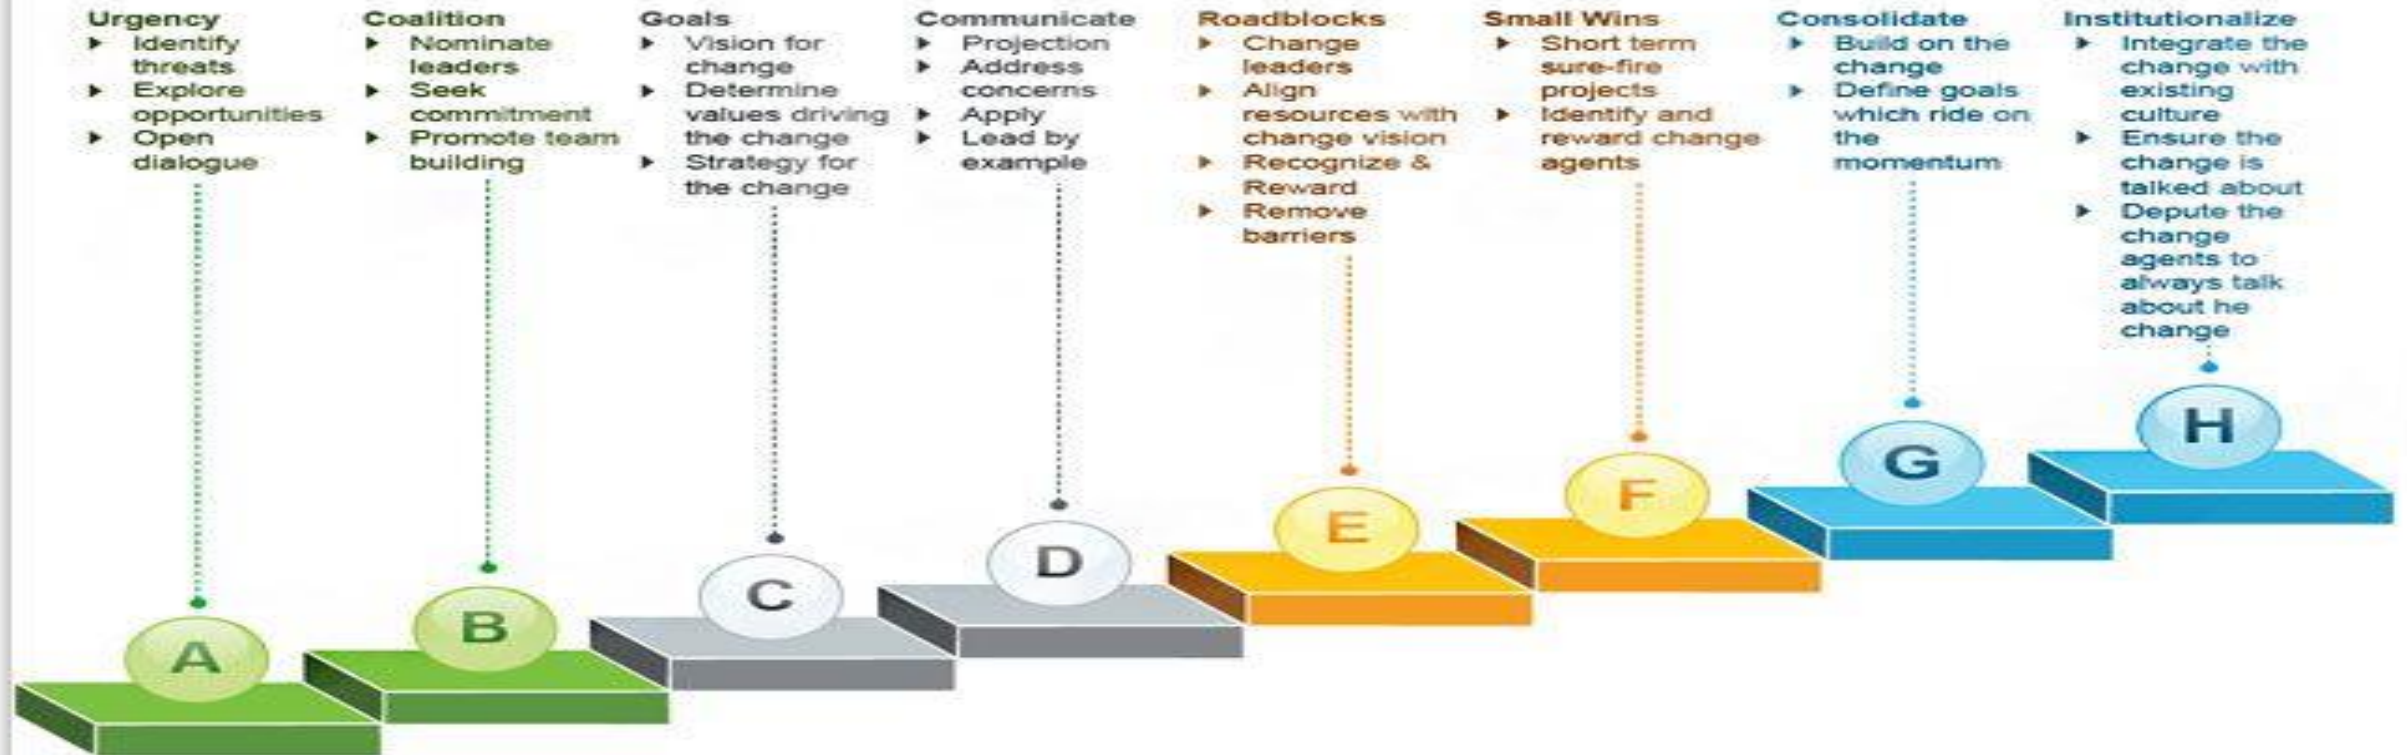 Urgency
Identify
threats
Explore
opportunities
Open
dialogue
Coalition
Nominate
leaders
Seek
commitment
Promote team
building
Goals
Vision for
change
Determine
values driving
the change
Strategy for
the change
Communicate
Projection
Address
concerns
Apply
Lead by
example
Roadblocks
Change
leaders
Align
resources with
change vision
Recognize &
Reward
Remove
barriers
Small Wins
Short term
sure-fire
projects
Identify and
reward change
agents
Consolidate
Build on the
change
Define goals
which ride on
the
momentum
Institutionalize
Integrate the
change with
existing
culture
Ensure the
change is
talked about
Depute the
change
agents to
always talk
about he
change
A
B
C
D
E
F
G
H